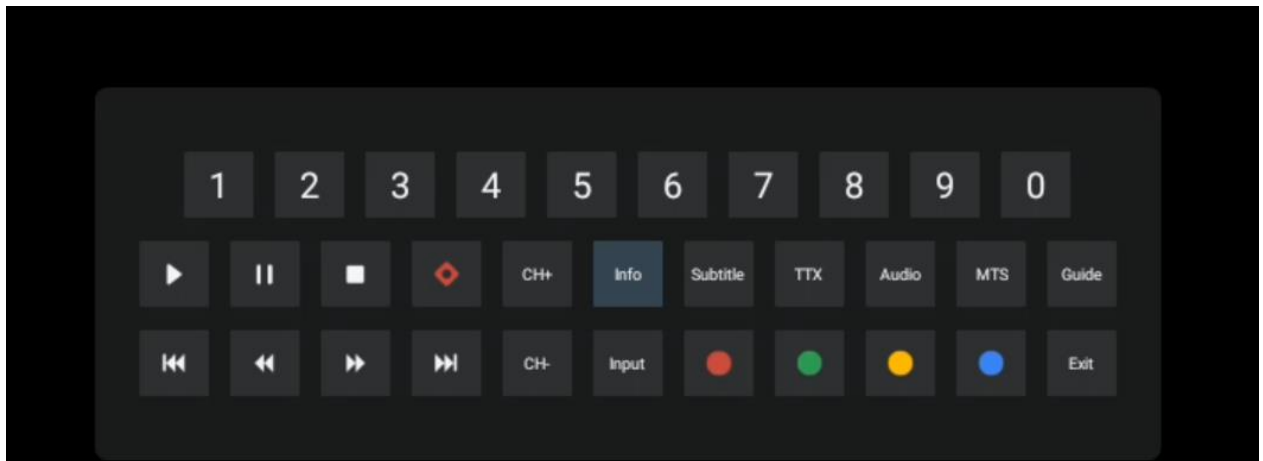 1 2 3 4 5 6 7 8 9 0
CH+ Info Subtitle TTX Audio MTS Guide
CH- Input Exit